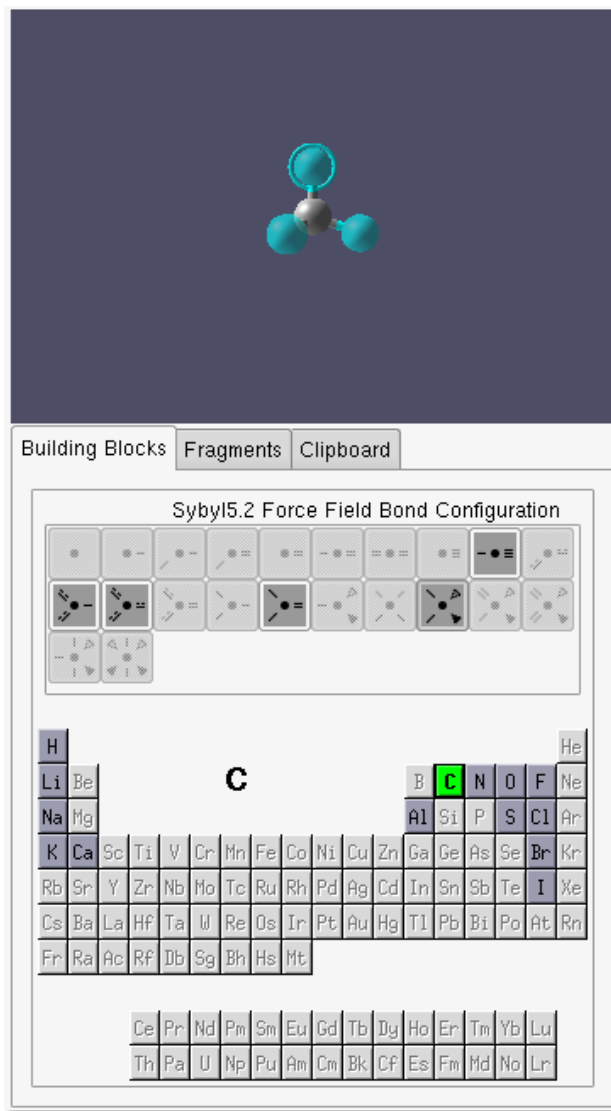 Building Blocks Fragments Clipboard
Sybyl5.2 Force Field Bond Configuration
H He
Li Be C B C N O F Ne
Na Mg Al Si P S Cl Ar
K Ca Sc Ti V Cr Mn Fe Co Ni Cu Zn Ga Ge As Se Br Kr
Rb Sr Y Zr Nb Mo Tc Ru Rh Pd Ag Cd In Sn Sb Te I Xe
Cs Ba La Hf Ta W Re Os Ir Pt Au Hg Tl Pb Bi Po At Rn
Fr Ra Ac Rf Db Sg Bh Hs Mt
Ce Pr Nd Pm Sm Eu Gd Tb Dy Ho Er Tm Yb Lu
Th Pa U Np Pu Am Cm Bk Cf Es Fm Md No Lr